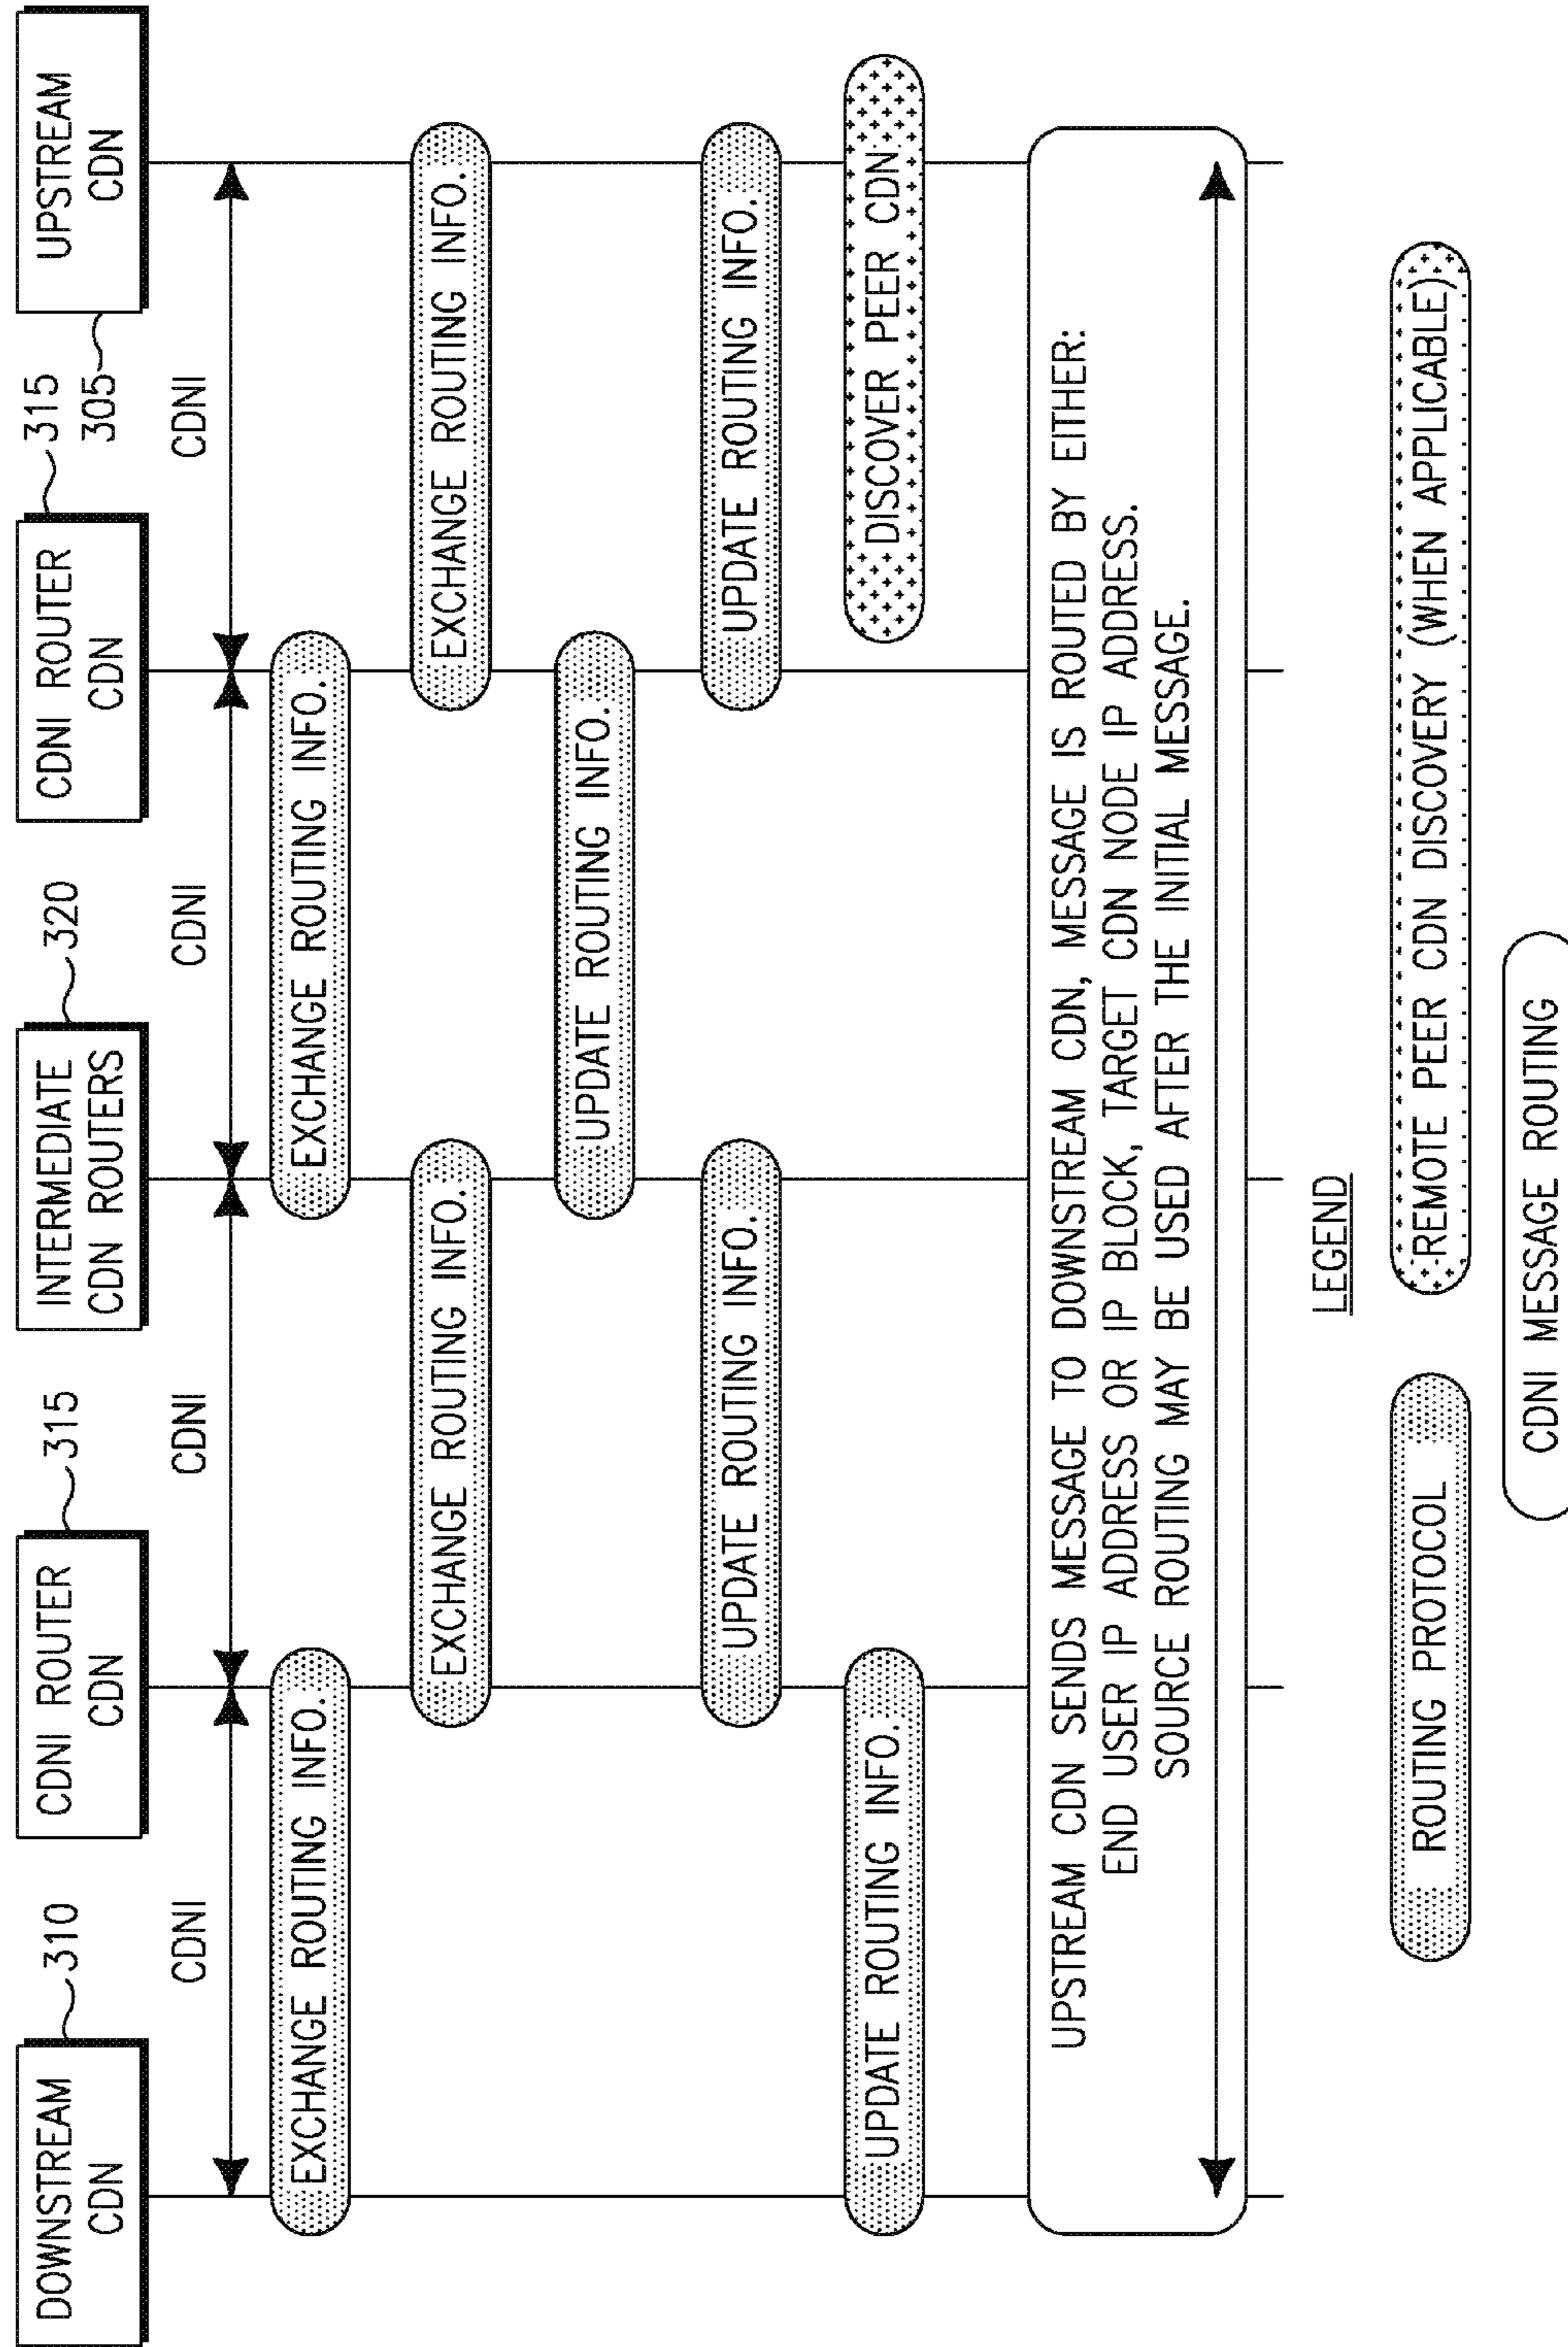 DOWNSTREAM
CDN
310
CDNI ROUTER
CDN
315
INTERMEDIATE
CDN ROUTERS
320
CDNI ROUTER
CDN
315
UPSTREAM
CDN
305
CDNI
CDNI
CDNI
CDNI
EXCHANGE ROUTING INFO.
EXCHANGE ROUTING INFO.
EXCHANGE ROUTING INFO.
EXCHANGE ROUTING INFO.
UPDATE ROUTING INFO.
UPDATE ROUTING INFO.
UPDATE ROUTING INFO.
UPDATE ROUTING INFO.
DISCOVER PEER CDN
UPSTREAM CDN SENDS MESSAGE TO DOWNSTREAM CDN, MESSAGE IS ROUTED BY EITHER:
END USER IP ADDRESS OR IP BLOCK, TARGET CDN NODE IP ADDRESS.
SOURCE ROUTING MAY BE USED AFTER THE INITIAL MESSAGE.
LEGEND
ROUTING PROTOCOL
REMOTE PEER CDN DISCOVERY (WHEN APPLICABLE)
CDNI MESSAGE ROUTING